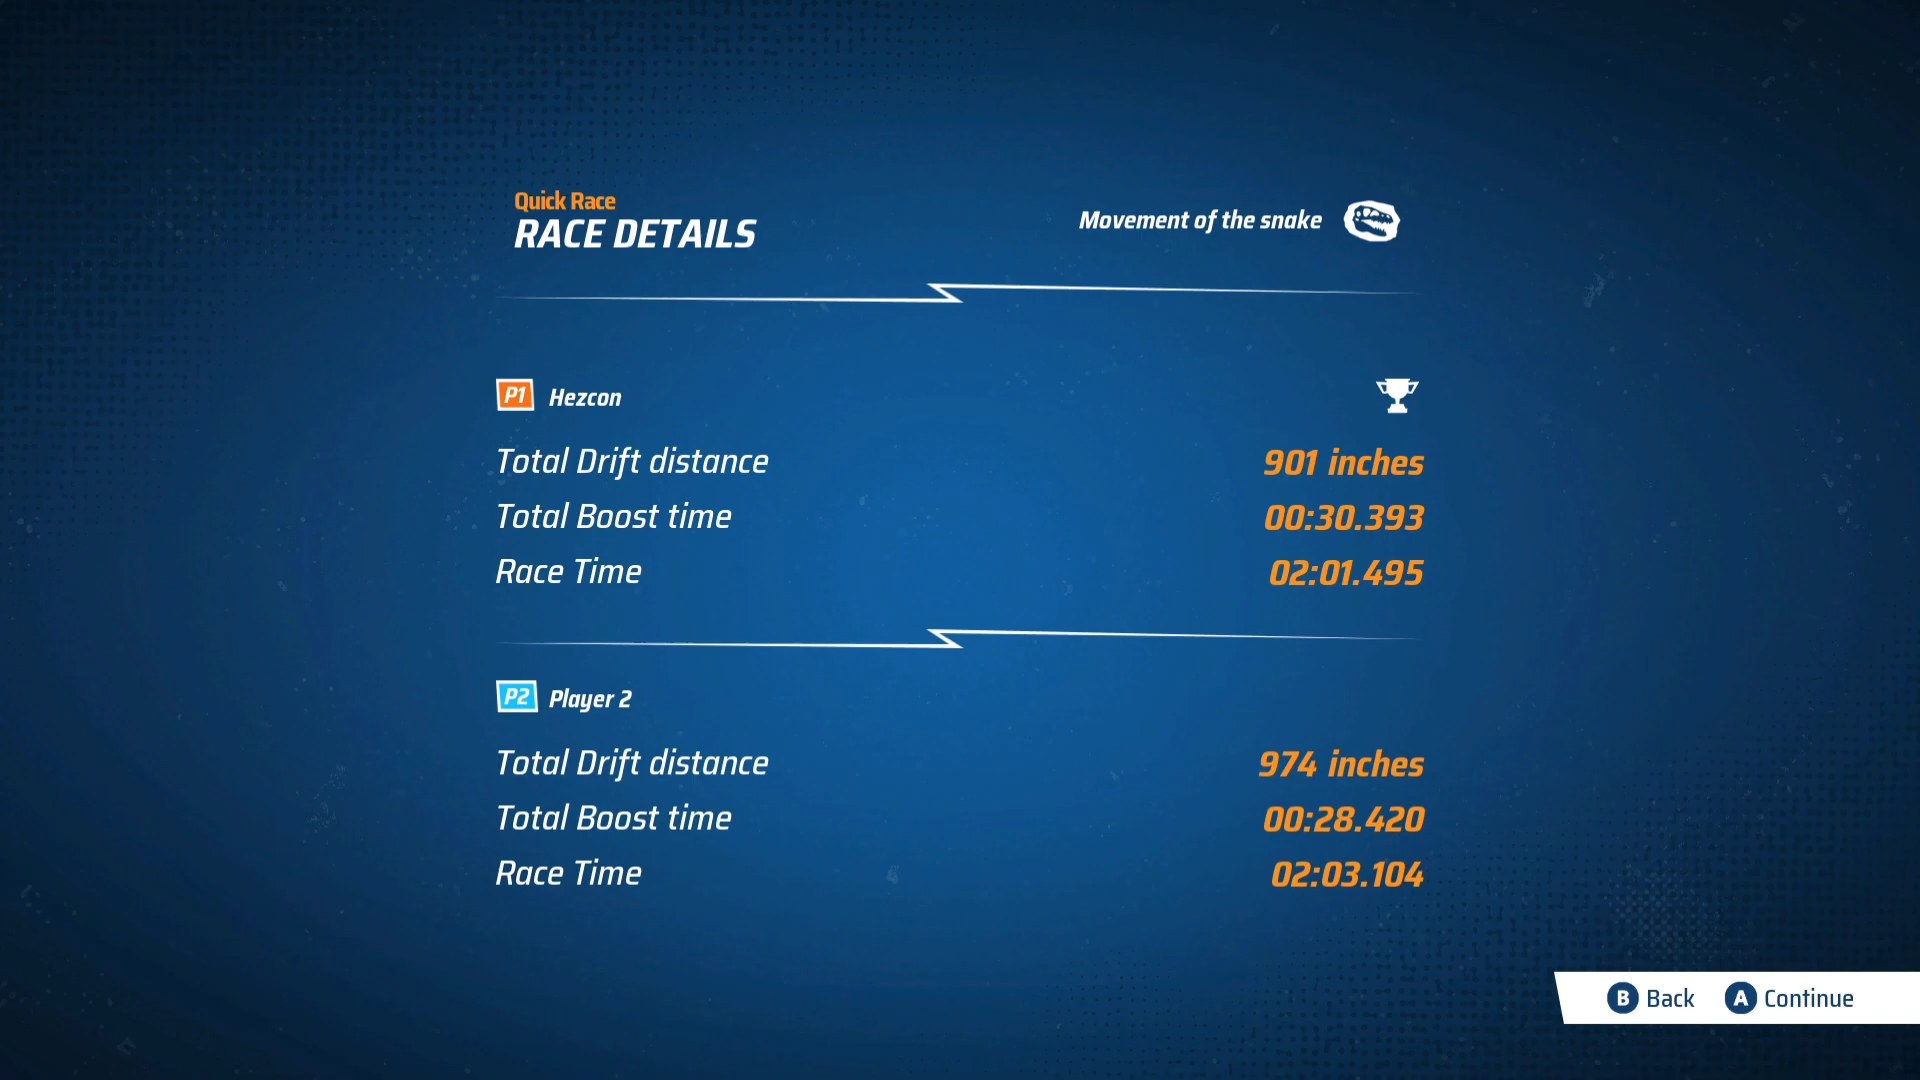 Quick Race
RACE DETAILS
Movement of the snake
P1 Hezcon
Total Drift distance 901 inches
Total Boost time 00:30.393
Race Time 02:01.495
P2 Player 2
Total Drift distance 974 inches
Total Boost time 00:28.420
Race Time 02:03.104
B Back A Continue